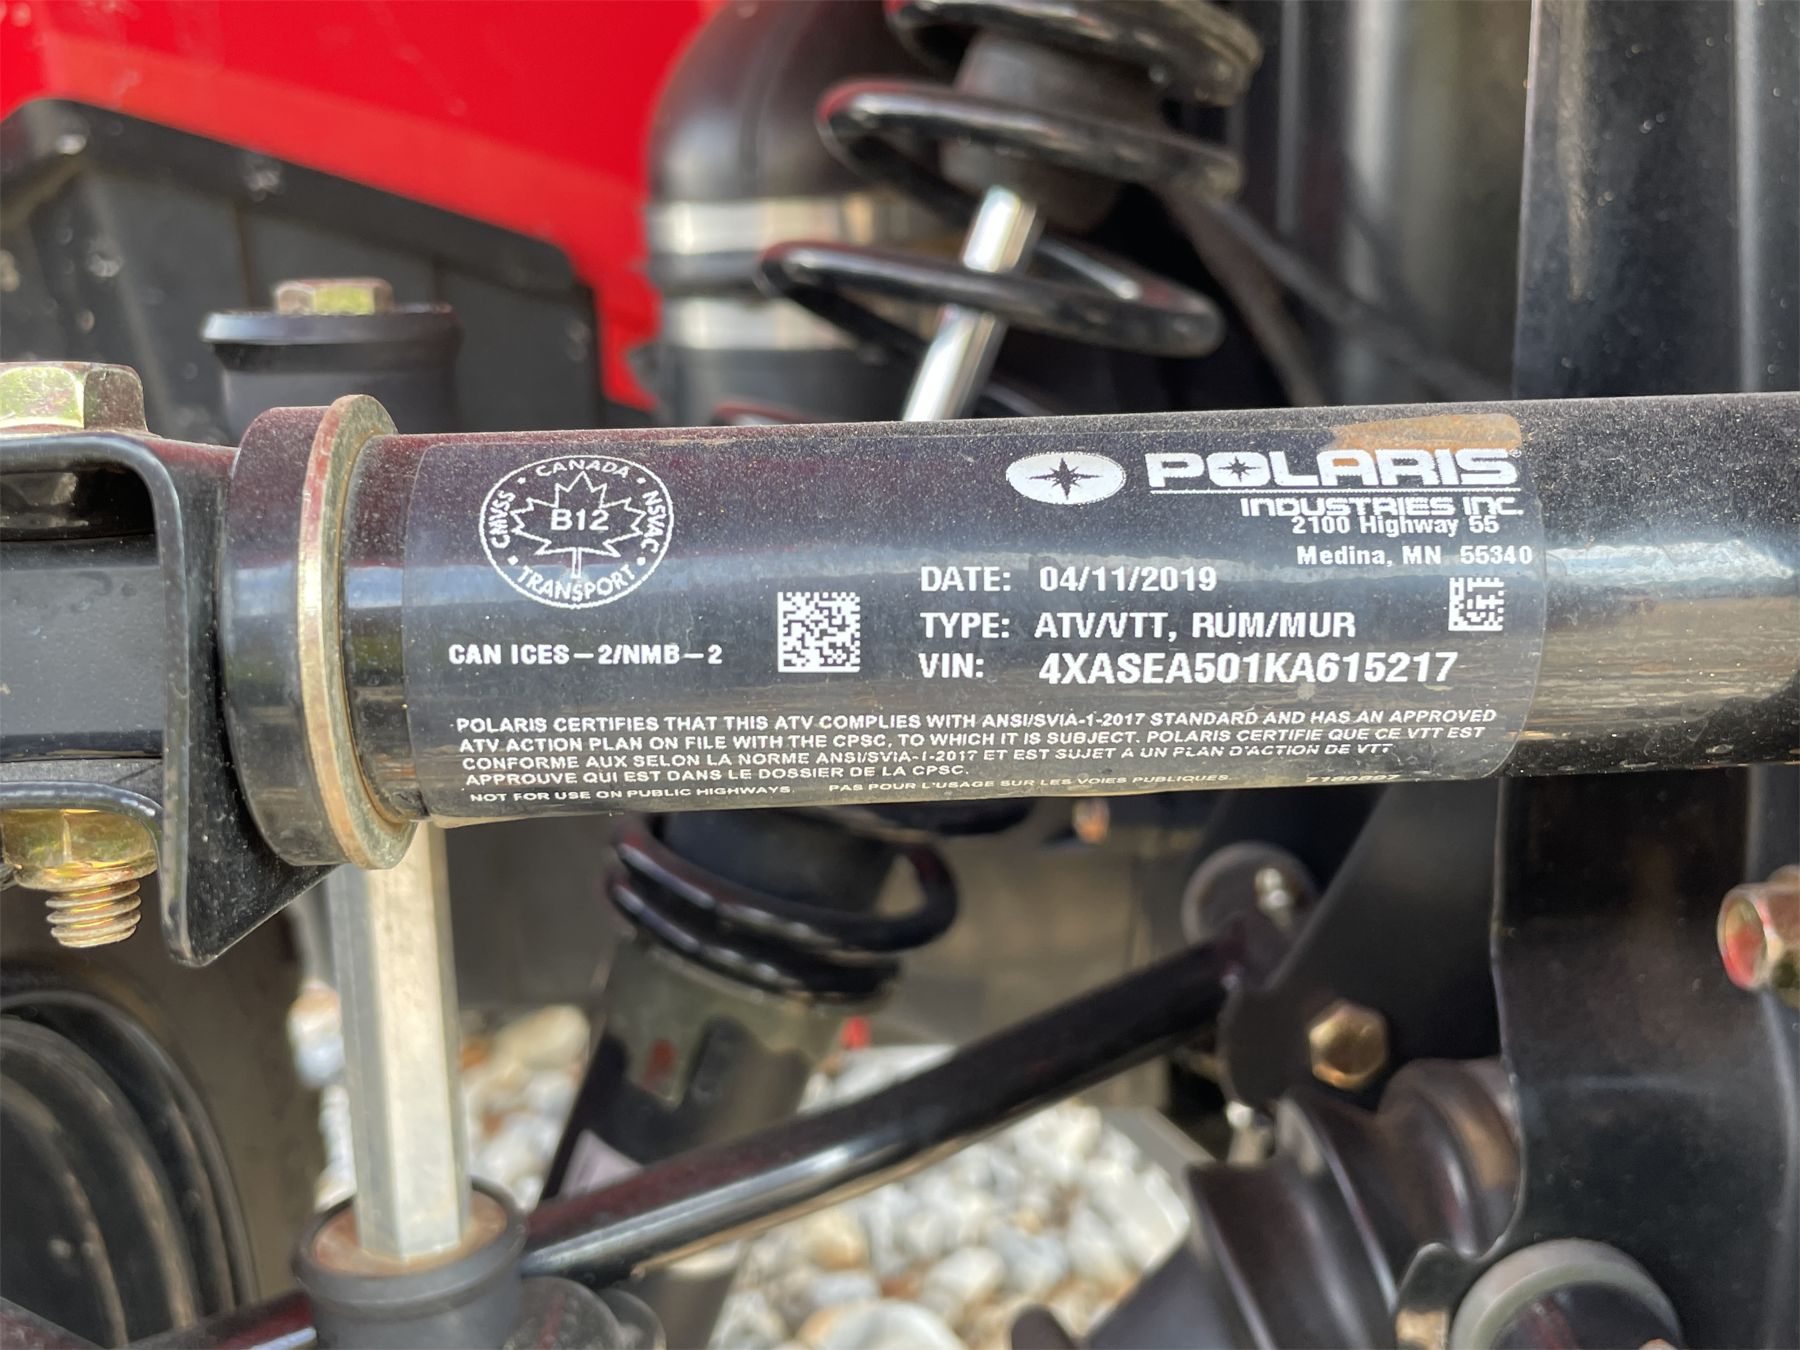 CANADA
CMVSS
NSVAC
B12
TRANSPORT
POLARIS®
INDUSTRIES INC.
2100 Highway 55
Medina, MN 55340
DATE: 04/11/2019
TYPE: ATV/VTT, RUM/MUR
VIN: 4XASEA501KA615217
CAN ICES-2/NMB-2
POLARIS CERTIFIES THAT THIS ATV COMPLIES WITH ANSI/SVIA-1-2017 STANDARD AND HAS AN APPROVED
ATV ACTION PLAN ON FILE WITH THE CPSC, TO WHICH IT IS SUBJECT. POLARIS CERTIFIE QUE CE VTT EST
CONFORME AUX SELON LA NORME ANSI/SVIA-1-2017 ET EST SUJET A UN PLAN D'ACTION DE VTT
APPROUVE QUI EST DANS LE DOSSIER DE LA CPSC.
NOT FOR USE ON PUBLIC HIGHWAYS. PAS POUR L'USAGE SUR LES VOIES PUBLIQUES. 7180897